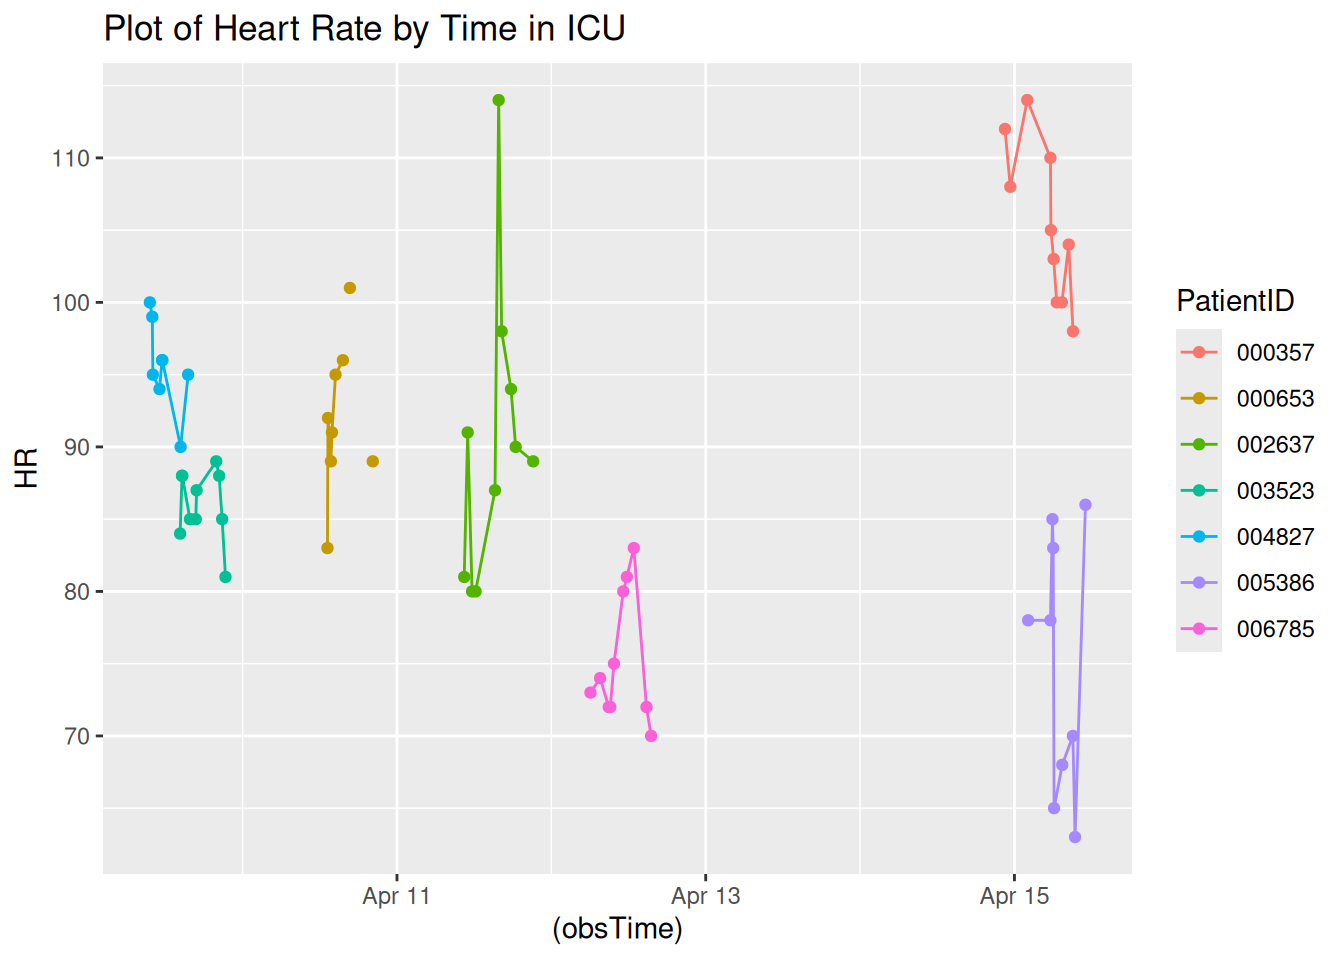 Plot of Heart Rate by Time in ICU
HR
110
100
90
80
70
Apr 11
Apr 13
Apr 15
(obsTime)
PatientID
000357
000653
002637
003523
004827
005386
006785